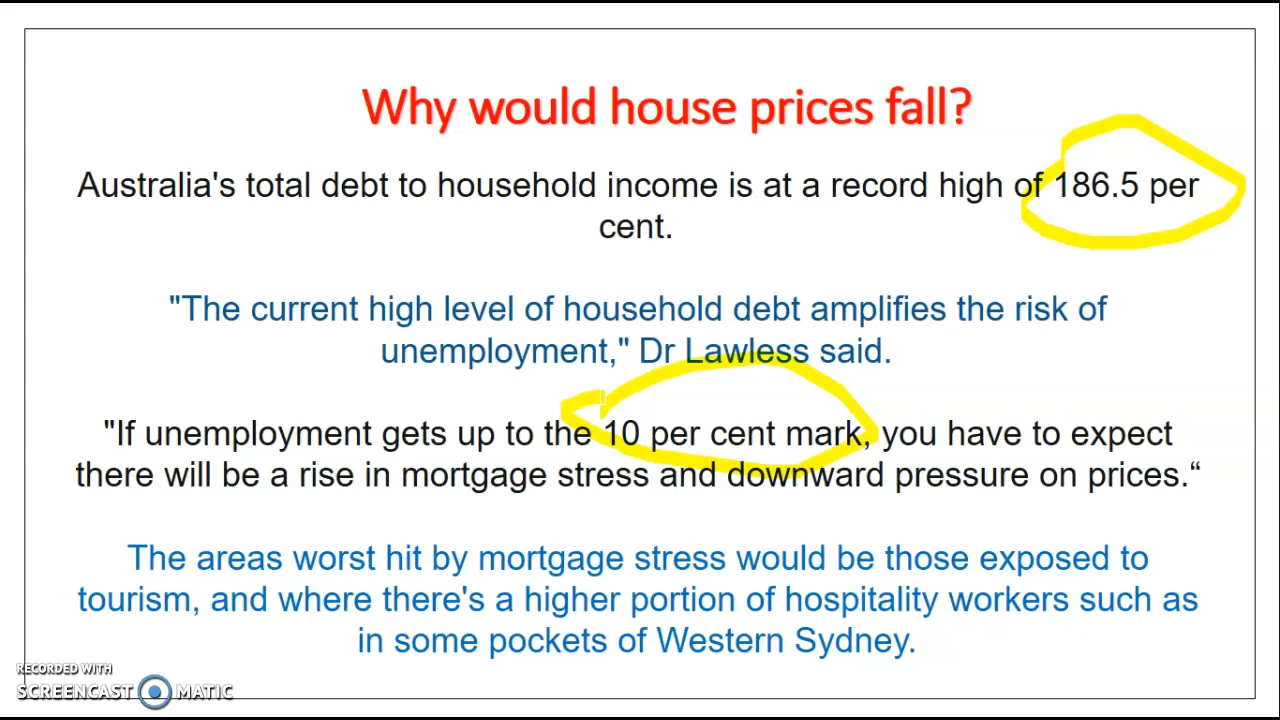 Why would house prices fall?
Australia's total debt to household income is at a record high of 186.5 per
cent.
"The current high level of household debt amplifies the risk of
unemployment," Dr Lawless said.
"If unemployment gets up to the 10 per cent mark, you have to expect
there will be a rise in mortgage stress and downward pressure on prices.“
The areas worst hit by mortgage stress would be those exposed to
tourism, and where there's a higher portion of hospitality workers such as
in some pockets of Western Sydney.
RECORDED WITH
SCREENCAST MATIC